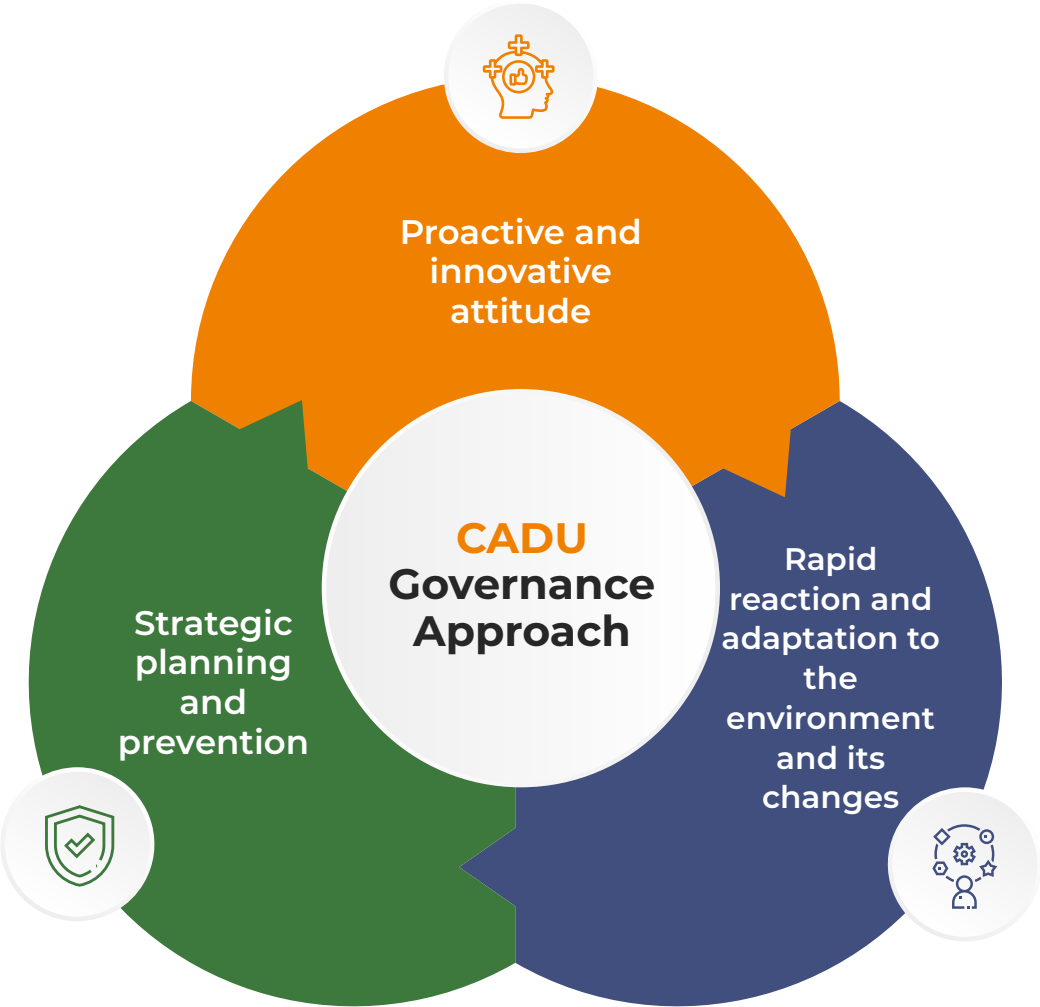 Proactive and
innovative
attitude
CADU
Governance
Approach
Rapid
reaction and
adaptation to
the
environment
and its
changes
Strategic
planning
and
prevention